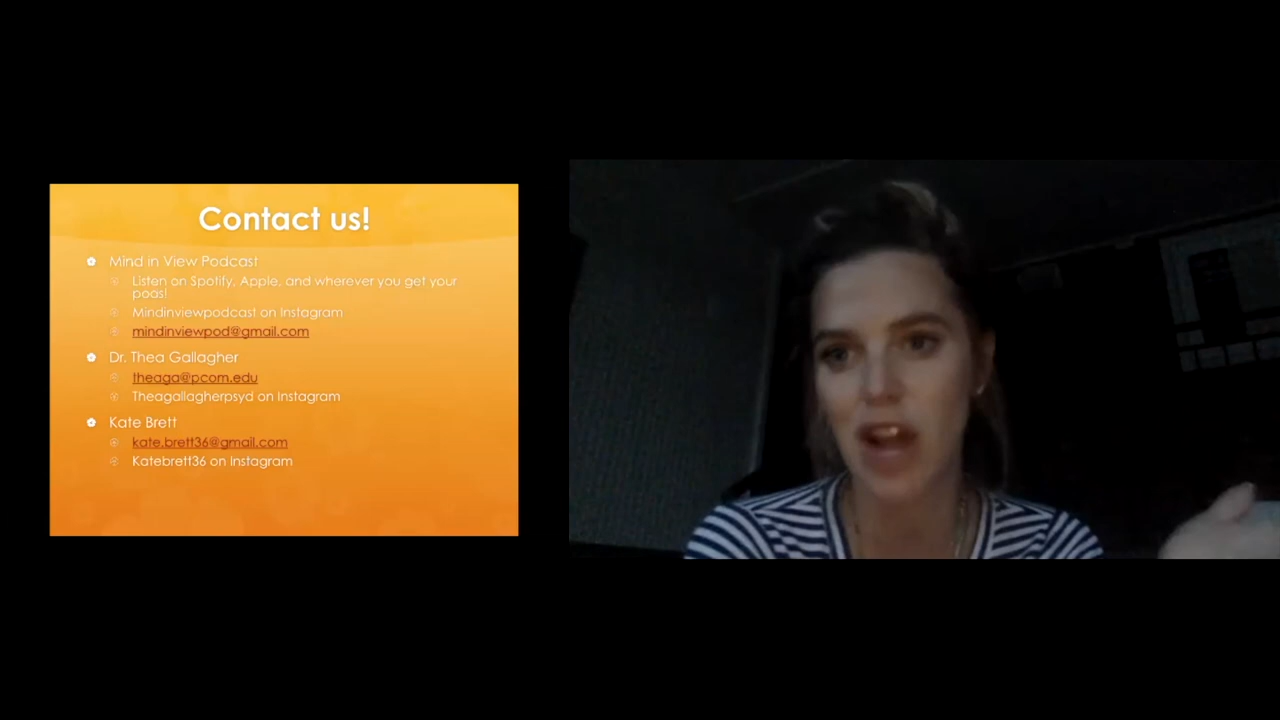 Contact us!
Mind in View Podcast
Listen on Spotify, Apple, and wherever you get your
pods!
Mindinviewpodcast on Instagram
mindinviewpod@gmail.com
Dr. Thea Gallagher
theaga@pcom.edu
Theagallagherpsyd on Instagram
Kate Brett
kate.brett36@gmail.com
Katebrett36 on Instagram